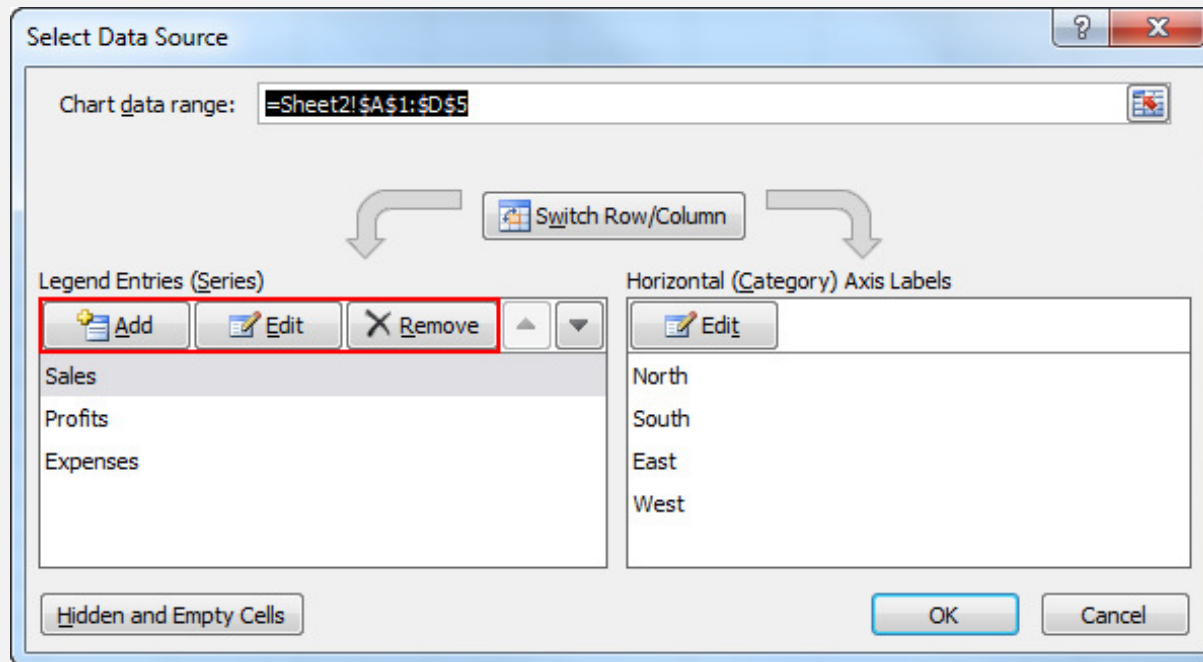 Select Data Source
Chart data range: =Sheet2!$A$1:$D$5
Switch Row/Column
Legend Entries (Series)
Add Edit Remove
Sales
Profits
Expenses
Horizontal (Category) Axis Labels
Edit
North
South
East
West
Hidden and Empty Cells
OK Cancel